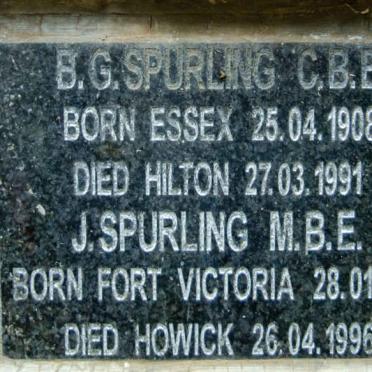 B.G. SPURLING C.B.E
BORN ESSEX 25.04.1908
DIED HILTON 27.03.1991
J. SPURLING M.B.E.
BORN FORT VICTORIA 28.01
DIED HOWICK 26.04.1996